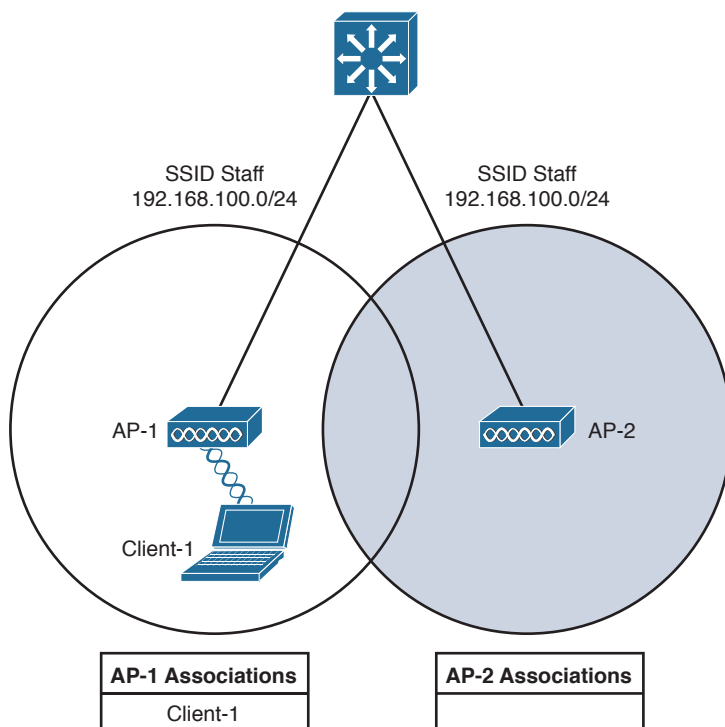 SSID Staff
192.168.100.0/24
SSID Staff
192.168.100.0/24
AP-1
AP-2
Client-1
AP-1 Associations
Client-1
AP-2 Associations